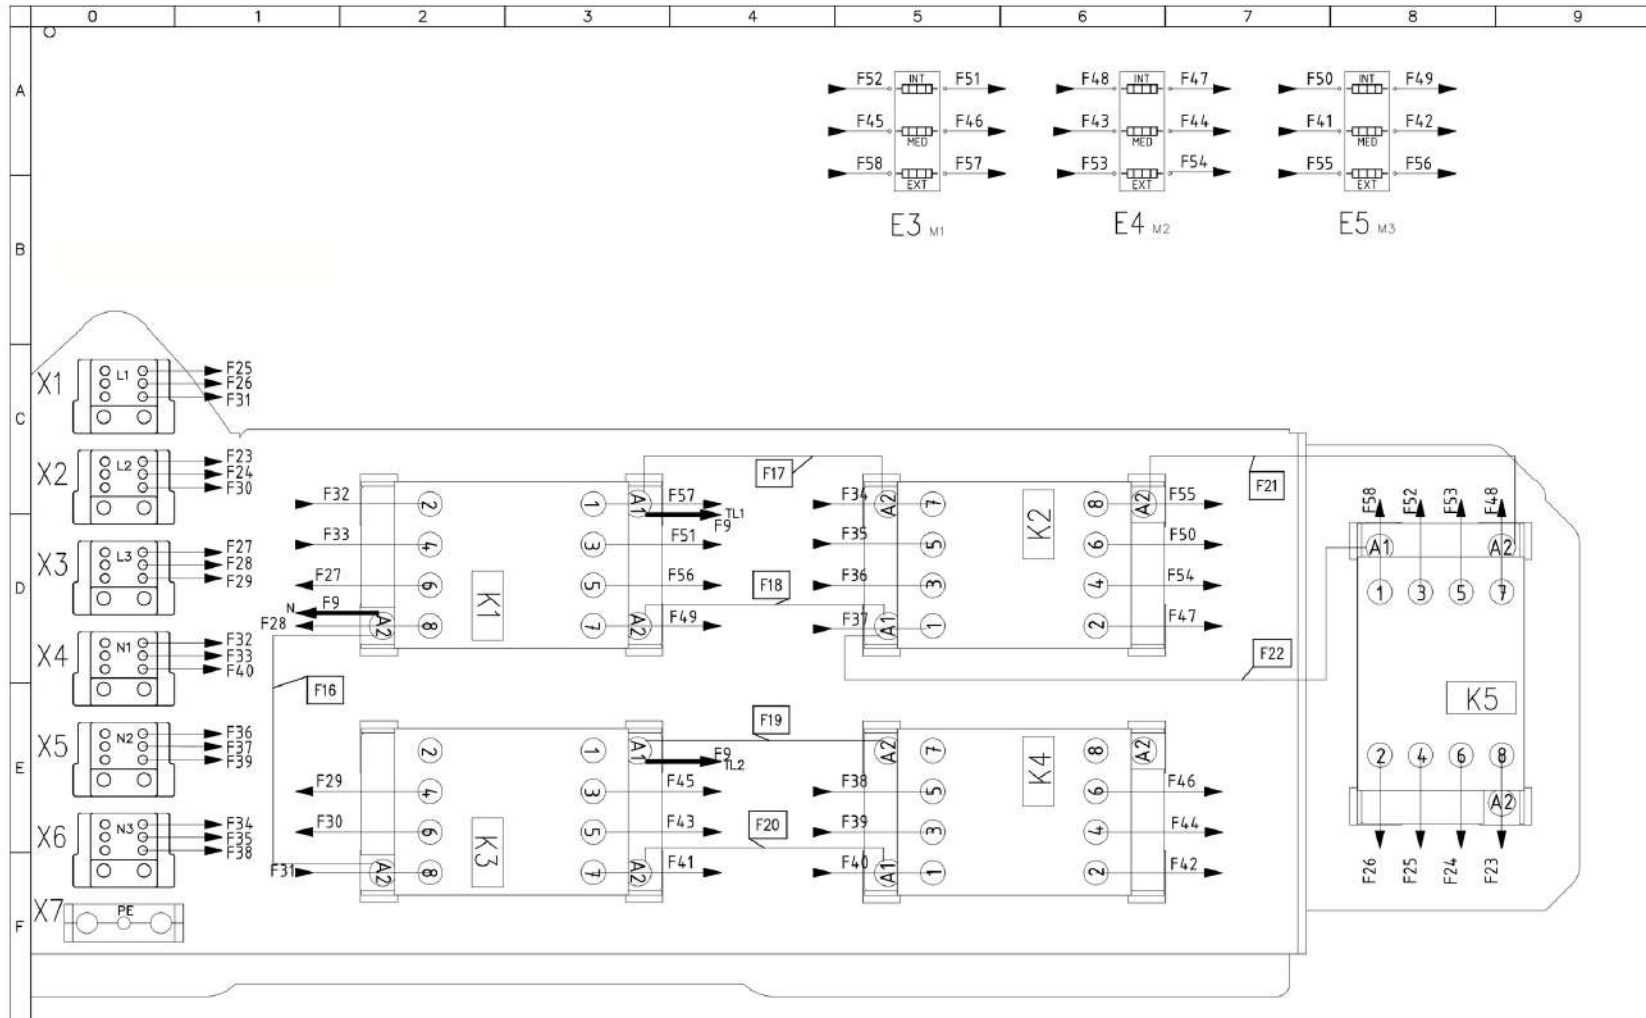 0 1 2 3 4 5 6 7 8 9
A
F52 INT F51 F48 INT F47 F50 INT F49
F45 MED F46 F43 MED F44 F41 MED F42
F58 EXT F57 F53 EXT F54 F55 EXT F56
E3 M1 E4 M2 E5 M3
B
X1 L1 F25
F26
F31
C
X2 L2 F23
F24
F30
F17 F21
F32 2 1 A1 F57 F34 A2 7 8 A2 F55 F58 F52 F53 F48
TL1
F9
K2
F33 4 3 F51 F35 5 6 F50 A1 A2
X3 L3 F27
F28
F29
D
F27 6 5 F56 F18 F36 3 4 F54 1 3 5 7
K1
N F9
F28 A2 8 7 A2 F49 F37 A1 1 2 F47
X4 N1 F32
F33
F40
F16 F22
K5
X5 N2 F36
F37
F39
E
F19
2 1 A1 F9 A2 7 8 A2 2 4 6 8
TL2
K4
F29 4 3 F45 F38 5 6 F46 A2
X6 N3 F34
F35
F38
F30 6 5 F43 F20 F39 3 4 F44
K3
F31 A2 8 7 A2 F41 F40 A1 1 2 F42 F26 F25 F24 F23
X7 PE
F